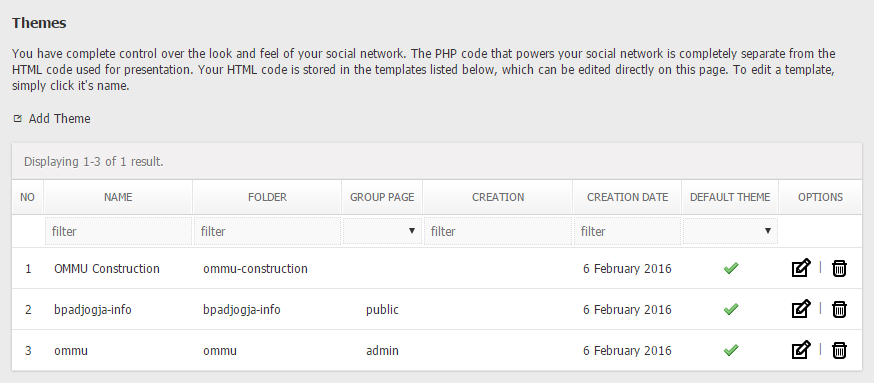 Themes
You have complete control over the look and feel of your social network. The PHP code that powers your social network is completely separate from the
HTML code used for presentation. Your HTML code is stored in the templates listed below, which can be edited directly on this page. To edit a template,
simply click it's name.
Add Theme
Displaying 1-3 of 1 result.
NO NAME FOLDER GROUP PAGE CREATION CREATION DATE DEFAULT THEME OPTIONS
filter filter filter filter
1 OMMU Construction ommu-construction 6 February 2016 |
2 bpadjogja-info bpadjogja-info public 6 February 2016 |
3 ommu ommu admin 6 February 2016 |